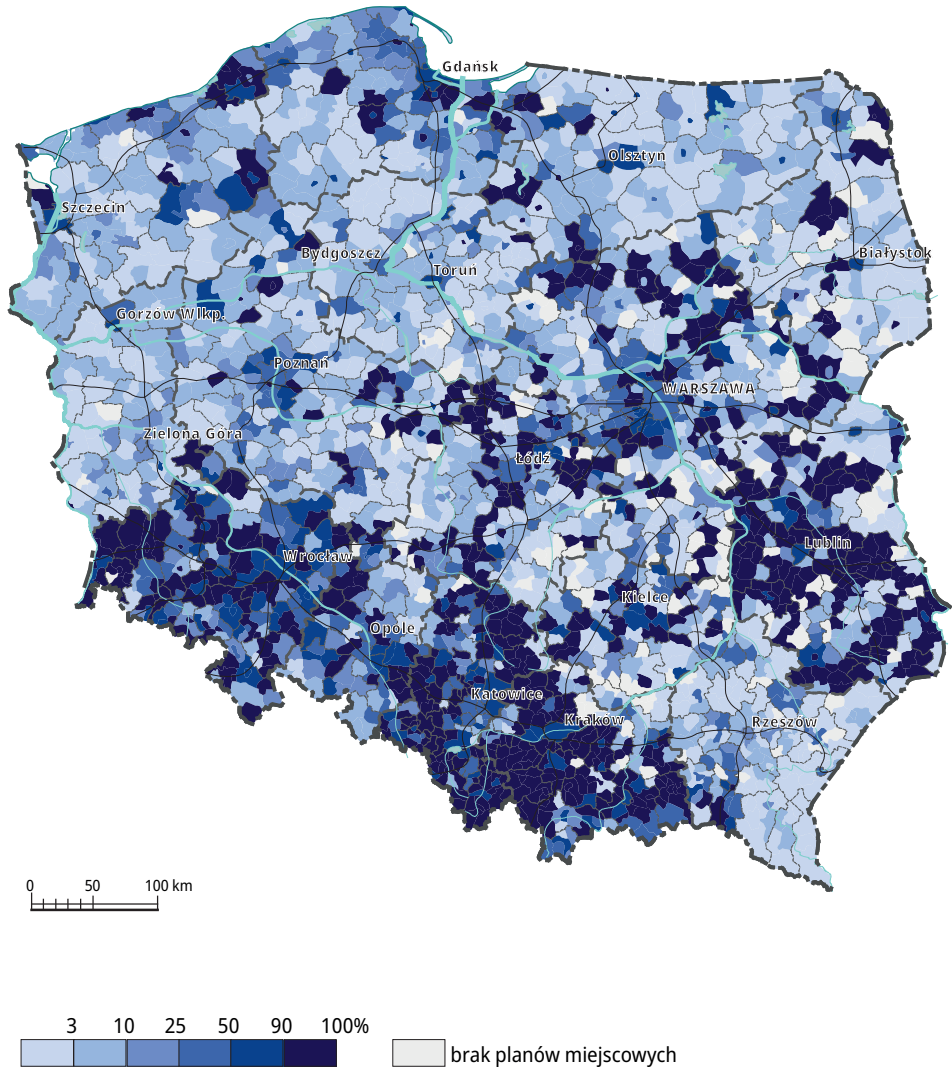 Gdańsk
Olsztyn
Szczecin
Bydgoszcz
Białystok
Toruń
Gorzów Wlkp.
Poznań
WARSZAWA
Zielona Góra
Łódź
Lublin
Wrocław
Kielce
Opole
Katowice
Kraków
Rzeszów
0 50 100 km
3 10 25 50 90 100%
brak planów miejscowych